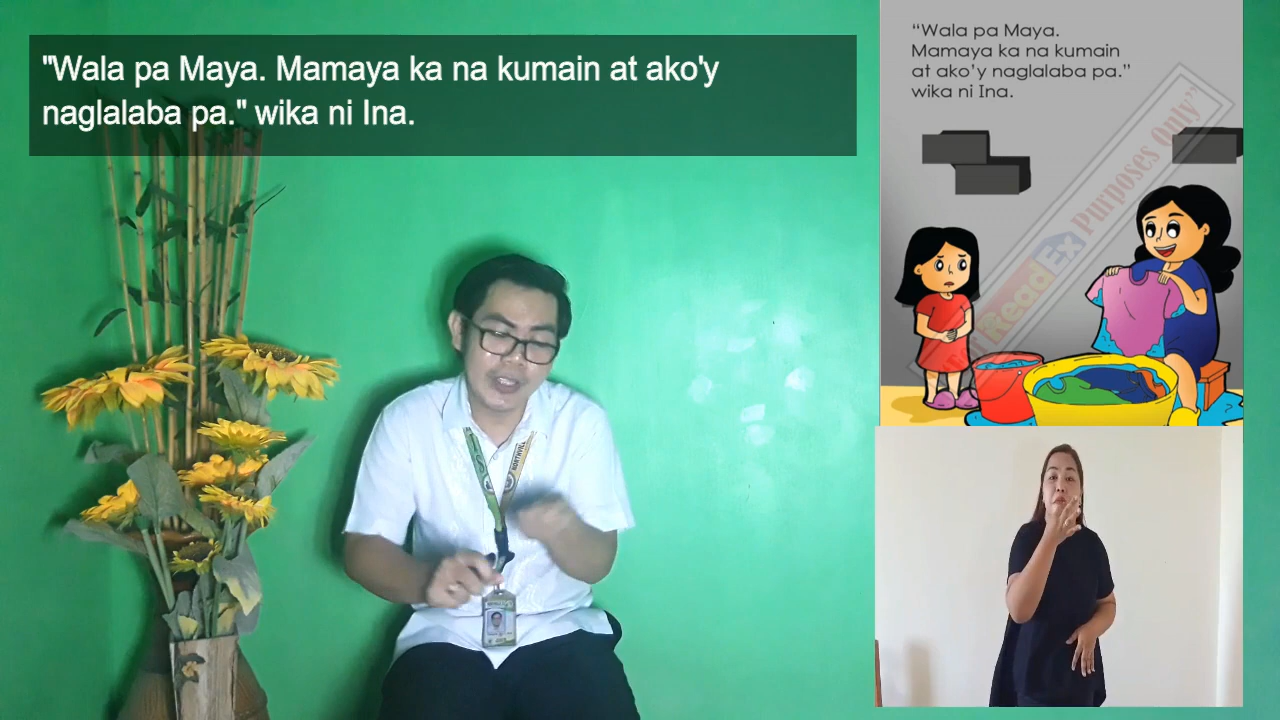 "Wala pa Maya. Mamaya ka na kumain at ako'y
naglalaba pa." wika ni Ina.
“Wala pa Maya.
Mamaya ka na kumain
at ako’y naglalaba pa.”
wika ni Ina.
ReadEx Purposes Only”